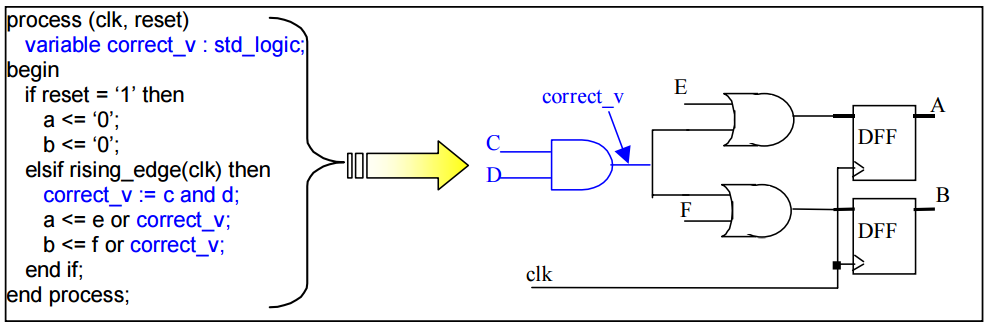 process (clk, reset)
variable correct_v : std_logic;
begin
if reset = ‘1’ then
a <= ‘0’;
b <= ‘0’;
elsif rising_edge(clk) then
correct_v := c and d;
a <= e or correct_v;
b <= f or correct_v;
end if;
end process;
correct_v
C
D
E
F
A
DFF
B
DFF
clk